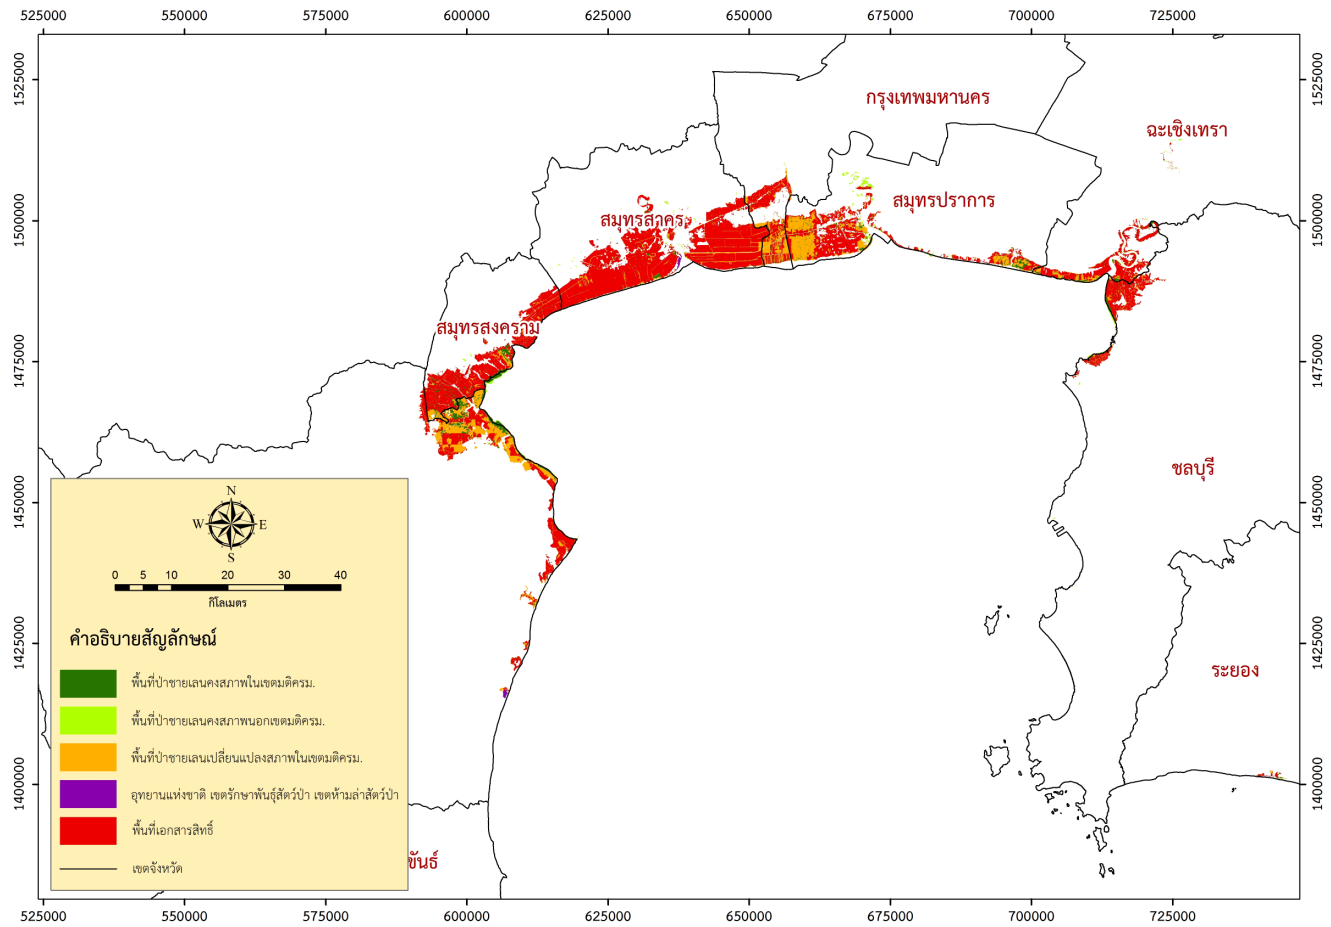 525000 550000 575000 600000 625000 650000 675000 700000 725000
1525000 1525000
กรุงเทพมหานคร
ฉะเชิงเทรา
1500000 1500000
สมุทรสาคร
สมุทรปราการ
สมุทรสงคราม
1475000 1475000
ชลบุรี
1450000 1450000
N
W E
S
0 5 10 20 30 40
กิโลเมตร
คำอธิบายสัญลักษณ์
1425000 1425000
ระยอง
พื้นที่ป่าชายเลนคงสภาพในเขตมติครม.
พื้นที่ป่าชายเลนคงสภาพนอกเขตมติครม.
พื้นที่ป่าชายเลนเปลี่ยนแปลงสภาพในเขตมติครม.
1400000 1400000
อุทยานแห่งชาติ เขตรักษาพันธุ์สัตว์ป่า เขตห้ามล่าสัตว์ป่า
พื้นที่เอกสารสิทธิ์
ขันธ์
เขตจังหวัด
525000 550000 575000 600000 625000 650000 675000 700000 725000